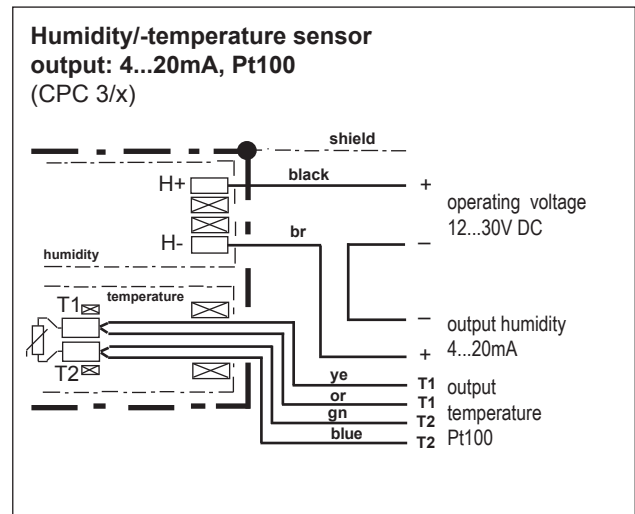 Humidity/-temperature sensor
output: 4...20mA, Pt100
(CPC 3/x)
shield
H+
black
+
operating voltage
12...30V DC
H-
br
–
humidity
temperature
T1
–
output humidity
4...20mA
+
T2
ye
T1
output
or
T1
temperature
gn
T2
Pt100
blue
T2